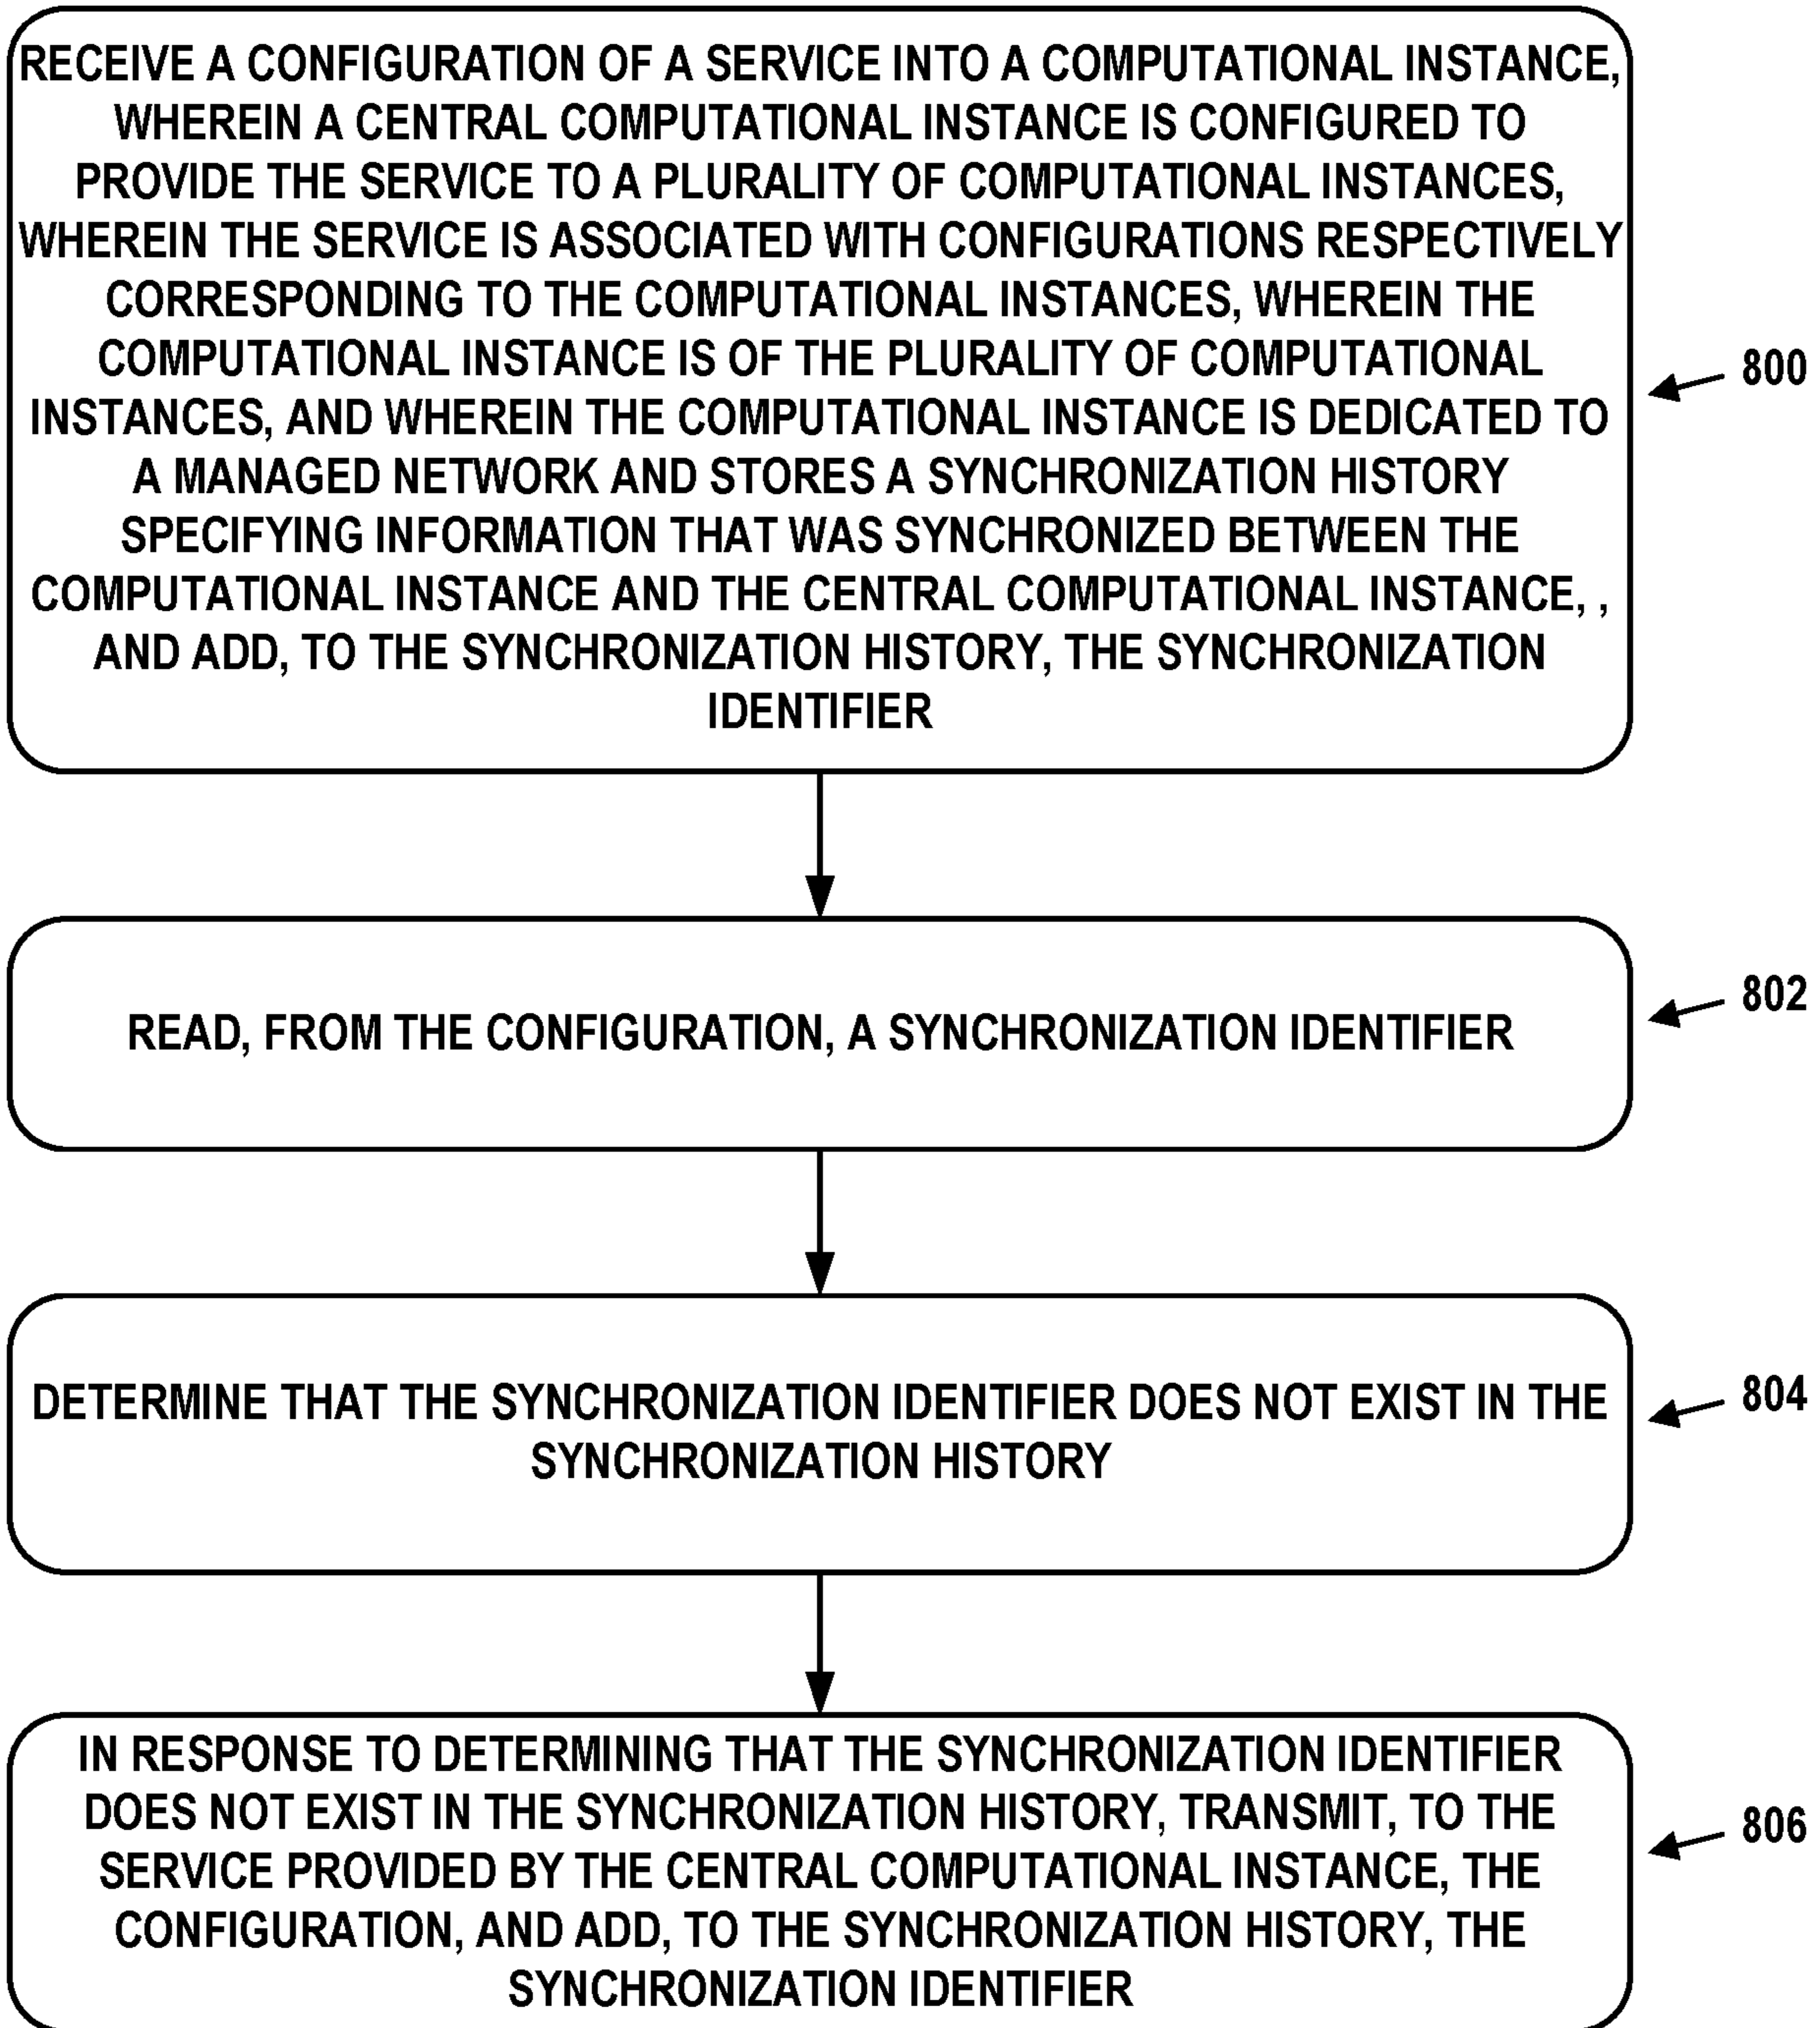 RECEIVE A CONFIGURATION OF A SERVICE INTO A COMPUTATIONAL INSTANCE,
WHEREIN A CENTRAL COMPUTATIONAL INSTANCE IS CONFIGURED TO
PROVIDE THE SERVICE TO A PLURALITY OF COMPUTATIONAL INSTANCES,
WHEREIN THE SERVICE IS ASSOCIATED WITH CONFIGURATIONS RESPECTIVELY
CORRESPONDING TO THE COMPUTATIONAL INSTANCES, WHEREIN THE
COMPUTATIONAL INSTANCE IS OF THE PLURALITY OF COMPUTATIONAL
INSTANCES, AND WHEREIN THE COMPUTATIONAL INSTANCE IS DEDICATED TO
A MANAGED NETWORK AND STORES A SYNCHRONIZATION HISTORY
SPECIFYING INFORMATION THAT WAS SYNCHRONIZED BETWEEN THE
COMPUTATIONAL INSTANCE AND THE CENTRAL COMPUTATIONAL INSTANCE, ,
AND ADD, TO THE SYNCHRONIZATION HISTORY, THE SYNCHRONIZATION
IDENTIFIER
800
READ, FROM THE CONFIGURATION, A SYNCHRONIZATION IDENTIFIER
802
DETERMINE THAT THE SYNCHRONIZATION IDENTIFIER DOES NOT EXIST IN THE
SYNCHRONIZATION HISTORY
804
IN RESPONSE TO DETERMINING THAT THE SYNCHRONIZATION IDENTIFIER
DOES NOT EXIST IN THE SYNCHRONIZATION HISTORY, TRANSMIT, TO THE
SERVICE PROVIDED BY THE CENTRAL COMPUTATIONAL INSTANCE, THE
CONFIGURATION, AND ADD, TO THE SYNCHRONIZATION HISTORY, THE
SYNCHRONIZATION IDENTIFIER
806